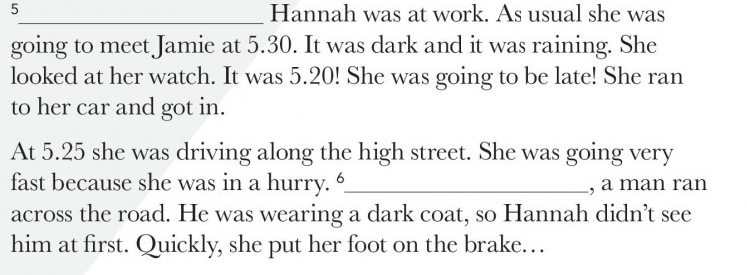 5______________________ Hannah was at work. As usual she was
going to meet Jamie at 5.30. It was dark and it was raining. She
looked at her watch. It was 5.20! She was going to be late! She ran
to her car and got in.
At 5.25 she was driving along the high street. She was going very
fast because she was in a hurry. 6______________________, a man ran
across the road. He was wearing a dark coat, so Hannah didn’t see
him at first. Quickly, she put her foot on the brake…